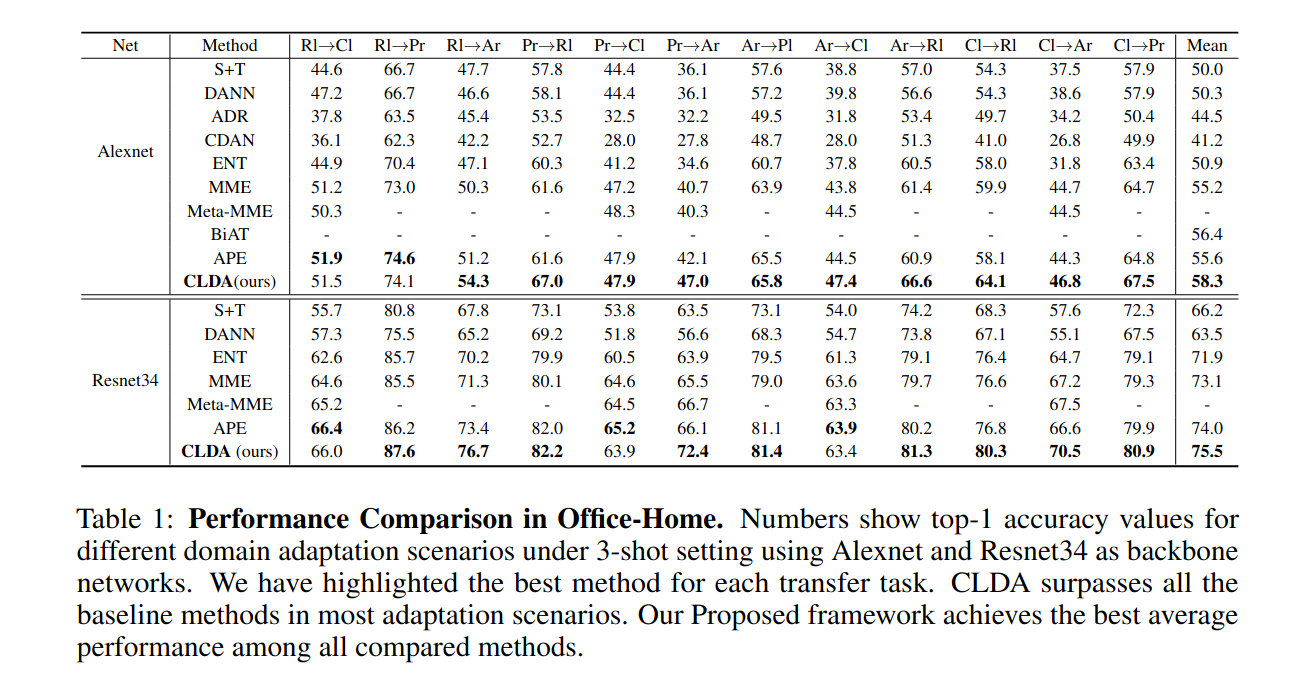 Net Method Rl→Cl Rl→Pr Rl→Ar Pr→Rl Pr→Cl Pr→Ar Ar→Pl Ar→Cl Ar→Rl Cl→Rl Cl→Ar Cl→Pr Mean
S+T 44.6 66.7 47.7 57.8 44.4 36.1 57.6 38.8 57.0 54.3 37.5 57.9 50.0
DANN 47.2 66.7 46.6 58.1 44.4 36.1 57.2 39.8 56.6 54.3 38.6 57.9 50.3
ADR 37.8 63.5 45.4 53.5 32.5 32.2 49.5 31.8 53.4 49.7 34.2 50.4 44.5
Alexnet CDAN 36.1 62.3 42.2 52.7 28.0 27.8 48.7 28.0 51.3 41.0 26.8 49.9 41.2
ENT 44.9 70.4 47.1 60.3 41.2 34.6 60.7 37.8 60.5 58.0 31.8 63.4 50.9
MME 51.2 73.0 50.3 61.6 47.2 40.7 63.9 43.8 61.4 59.9 44.7 64.7 55.2
Meta-MME 50.3 - - - 48.3 40.3 - 44.5 - - 44.5 - -
BiAT - - - - - - - - - - - - 56.4
APE 51.9 74.6 51.2 61.6 47.9 42.1 65.5 44.5 60.9 58.1 44.3 64.8 55.6
CLDA(ours) 51.5 74.1 54.3 67.0 47.9 47.0 65.8 47.4 66.6 64.1 46.8 67.5 58.3
S+T 55.7 80.8 67.8 73.1 53.8 63.5 73.1 54.0 74.2 68.3 57.6 72.3 66.2
DANN 57.3 75.5 65.2 69.2 51.8 56.6 68.3 54.7 73.8 67.1 55.1 67.5 63.5
ENT 62.6 85.7 70.2 79.9 60.5 63.9 79.5 61.3 79.1 76.4 64.7 79.1 71.9
Resnet34 MME 64.6 85.5 71.3 80.1 64.6 65.5 79.0 63.6 79.7 76.6 67.2 79.3 73.1
Meta-MME 65.2 - - - 64.5 66.7 - 63.3 - - 67.5 - -
APE 66.4 86.2 73.4 82.0 65.2 66.1 81.1 63.9 80.2 76.8 66.6 79.9 74.0
CLDA (ours) 66.0 87.6 76.7 82.2 63.9 72.4 81.4 63.4 81.3 80.3 70.5 80.9 75.5
Table 1: Performance Comparison in Office-Home. Numbers show top-1 accuracy values for
different domain adaptation scenarios under 3-shot setting using Alexnet and Resnet34 as backbone
networks. We have highlighted the best method for each transfer task. CLDA surpasses all the
baseline methods in most adaptation scenarios. Our Proposed framework achieves the best average
performance among all compared methods.